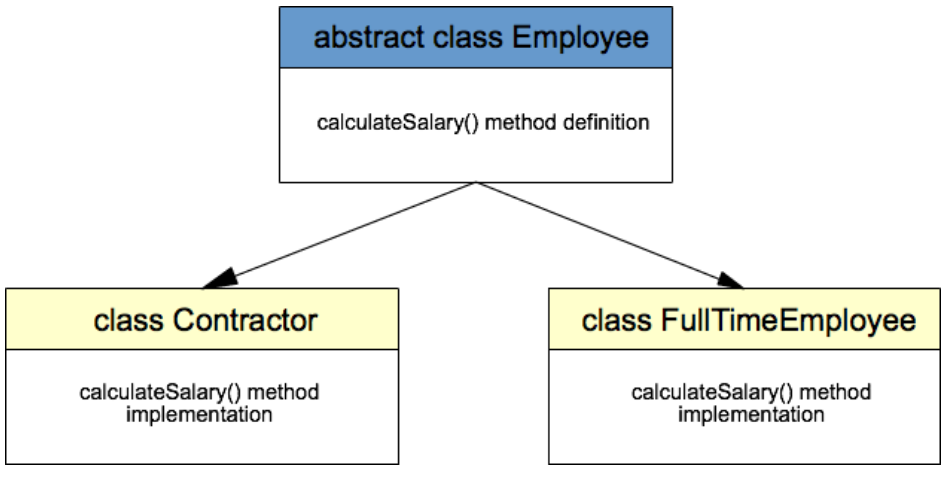 abstract class Employee
calculateSalary() method definition
class Contractor
calculateSalary() method
implementation
class FullTimeEmployee
calculateSalary() method
implementation